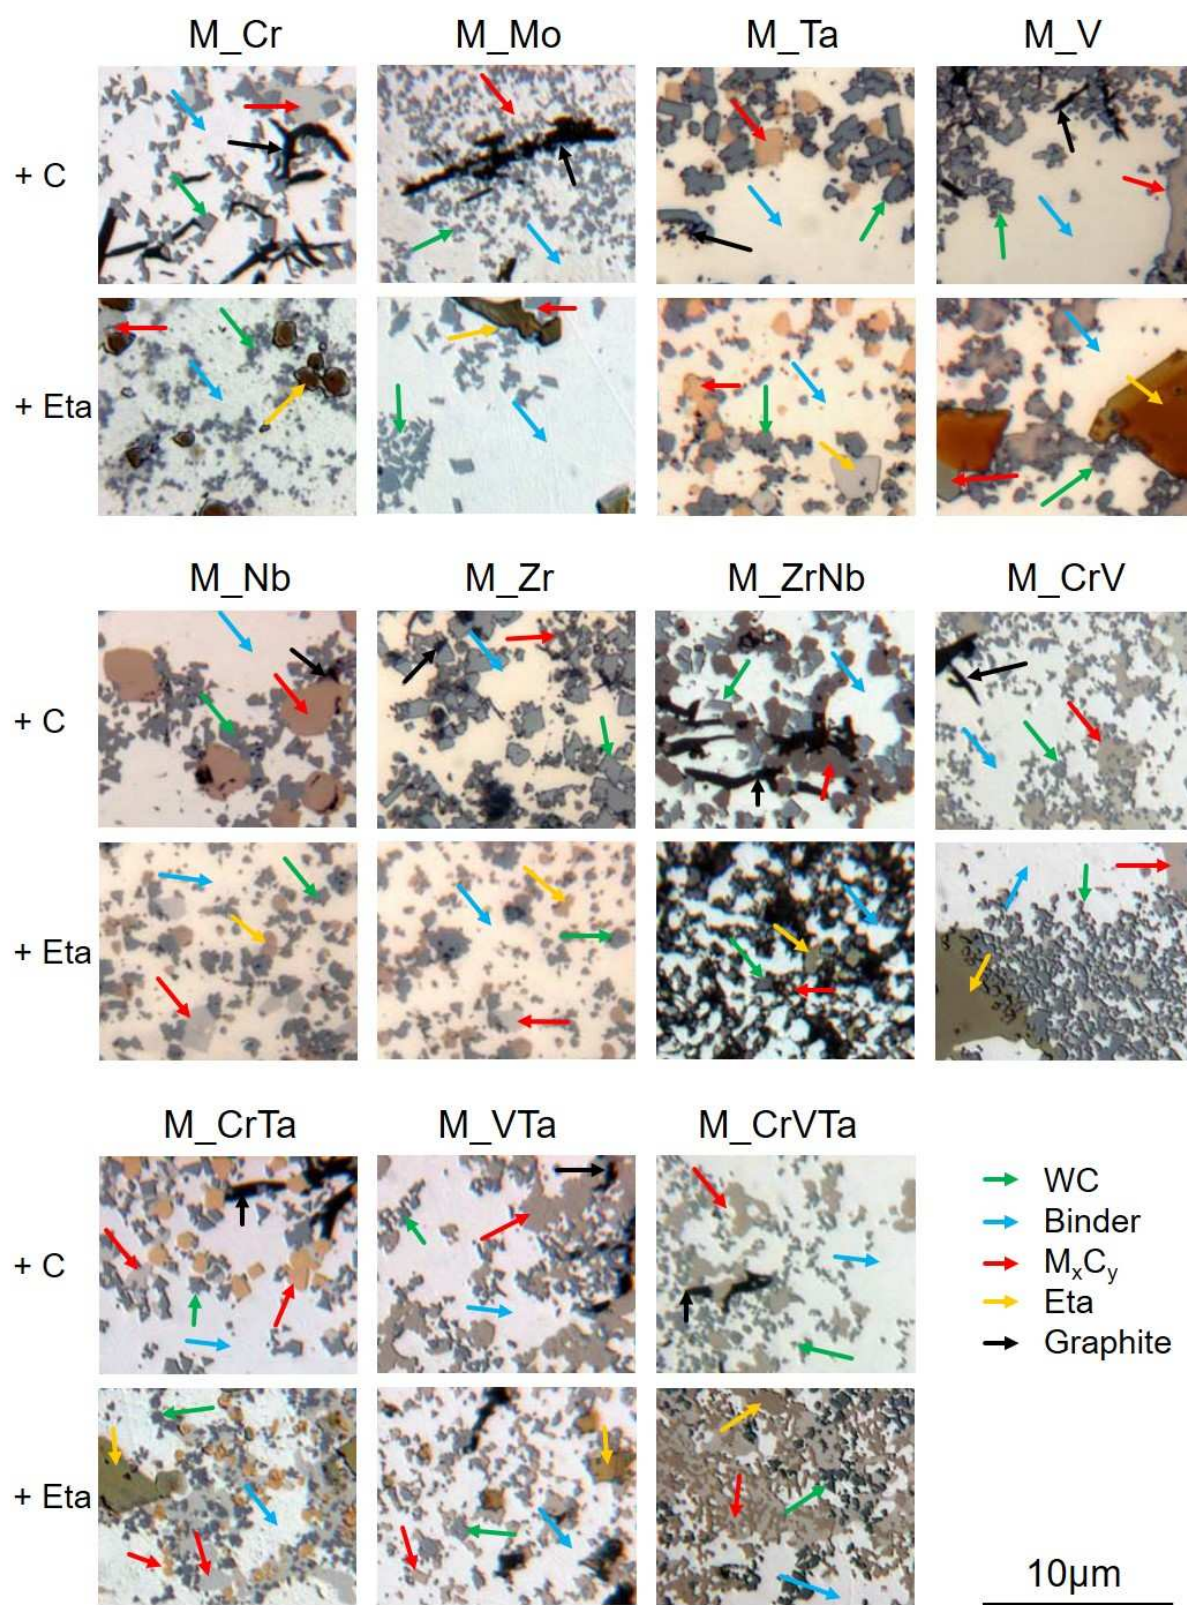 M_Cr M_Mo M_Ta M_V
+ C
+ Eta
M_Nb M_Zr M_ZrNb M_CrV
+ C
+ Eta
M_CrTa M_VTa M_CrVTa
+ C
+ Eta
WC
Binder
MₓCᵧ
Eta
Graphite
10µm